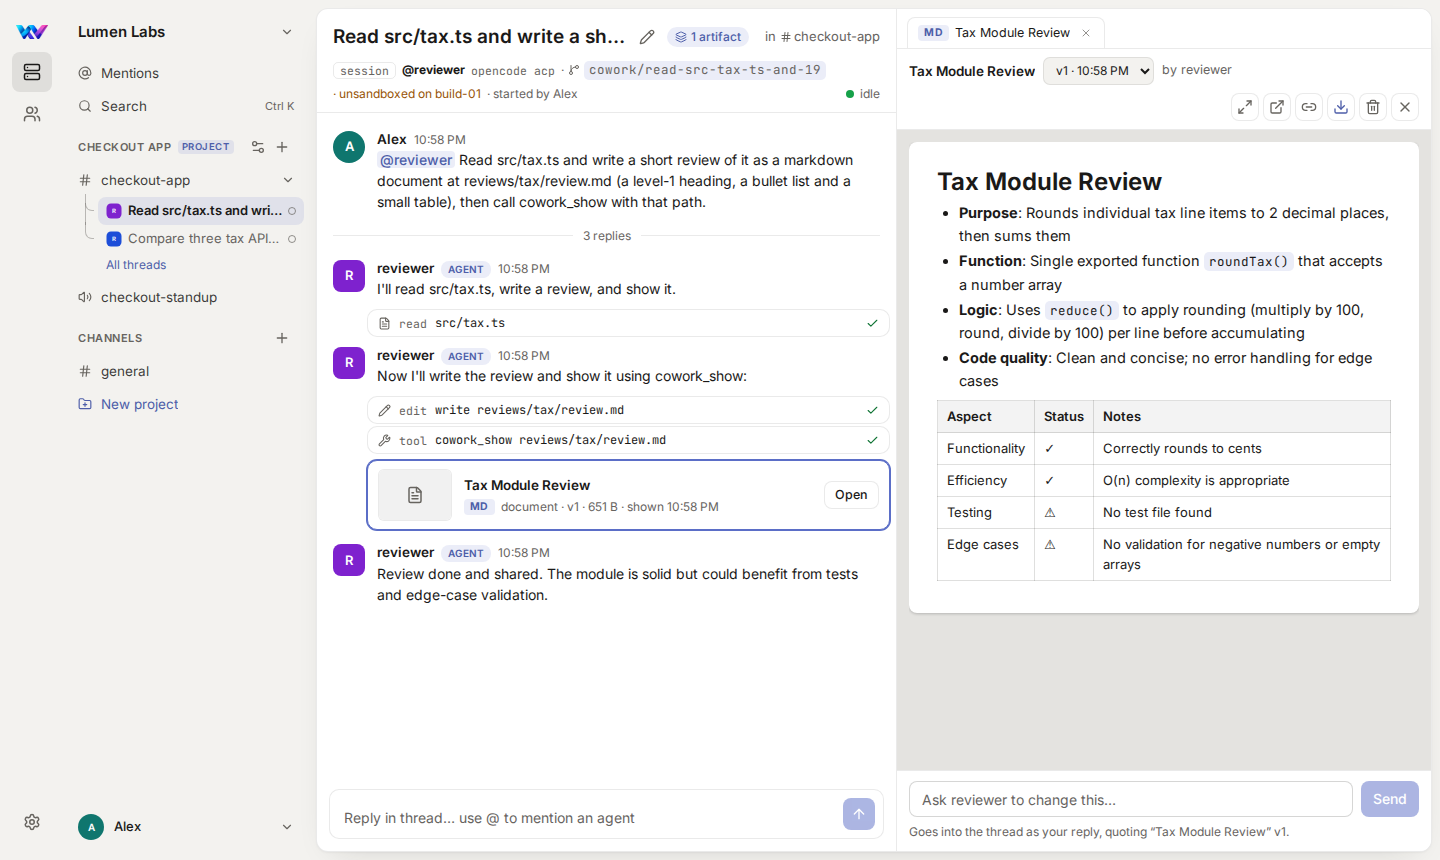 Lumen Labs
Mentions
Search Ctrl K
CHECKOUT APP PROJECT
# checkout-app
R Read src/tax.ts and wri...
R Compare three tax API...
All threads
checkout-standup
CHANNELS
# general
New project
A Alex
Read src/tax.ts and write a sh... 1 artifact in # checkout-app
session @reviewer opencode acp · cowork/read-src-tax-ts-and-19
· unsandboxed on build-01 · started by Alex idle
A Alex 10:58 PM
@reviewer Read src/tax.ts and write a short review of it as a markdown
document at reviews/tax/review.md (a level-1 heading, a bullet list and a
small table), then call cowork_show with that path.
3 replies
R reviewer AGENT 10:58 PM
I'll read src/tax.ts, write a review, and show it.
read src/tax.ts
R reviewer AGENT 10:58 PM
Now I'll write the review and show it using cowork_show:
edit write reviews/tax/review.md
tool cowork_show reviews/tax/review.md
Tax Module Review
MD document · v1 · 651 B · shown 10:58 PM
Open
R reviewer AGENT 10:58 PM
Review done and shared. The module is solid but could benefit from tests
and edge-case validation.
Reply in thread... use @ to mention an agent
MD Tax Module Review
Tax Module Review v1 · 10:58 PM by reviewer
Tax Module Review
• Purpose: Rounds individual tax line items to 2 decimal places,
then sums them
• Function: Single exported function roundTax() that accepts
a number array
• Logic: Uses reduce() to apply rounding (multiply by 100,
round, divide by 100) per line before accumulating
• Code quality: Clean and concise; no error handling for edge
cases
Aspect Status Notes
Functionality ✓ Correctly rounds to cents
Efficiency ✓ O(n) complexity is appropriate
Testing ⚠ No test file found
Edge cases ⚠ No validation for negative numbers or empty
arrays
Ask reviewer to change this...
Send
Goes into the thread as your reply, quoting “Tax Module Review” v1.